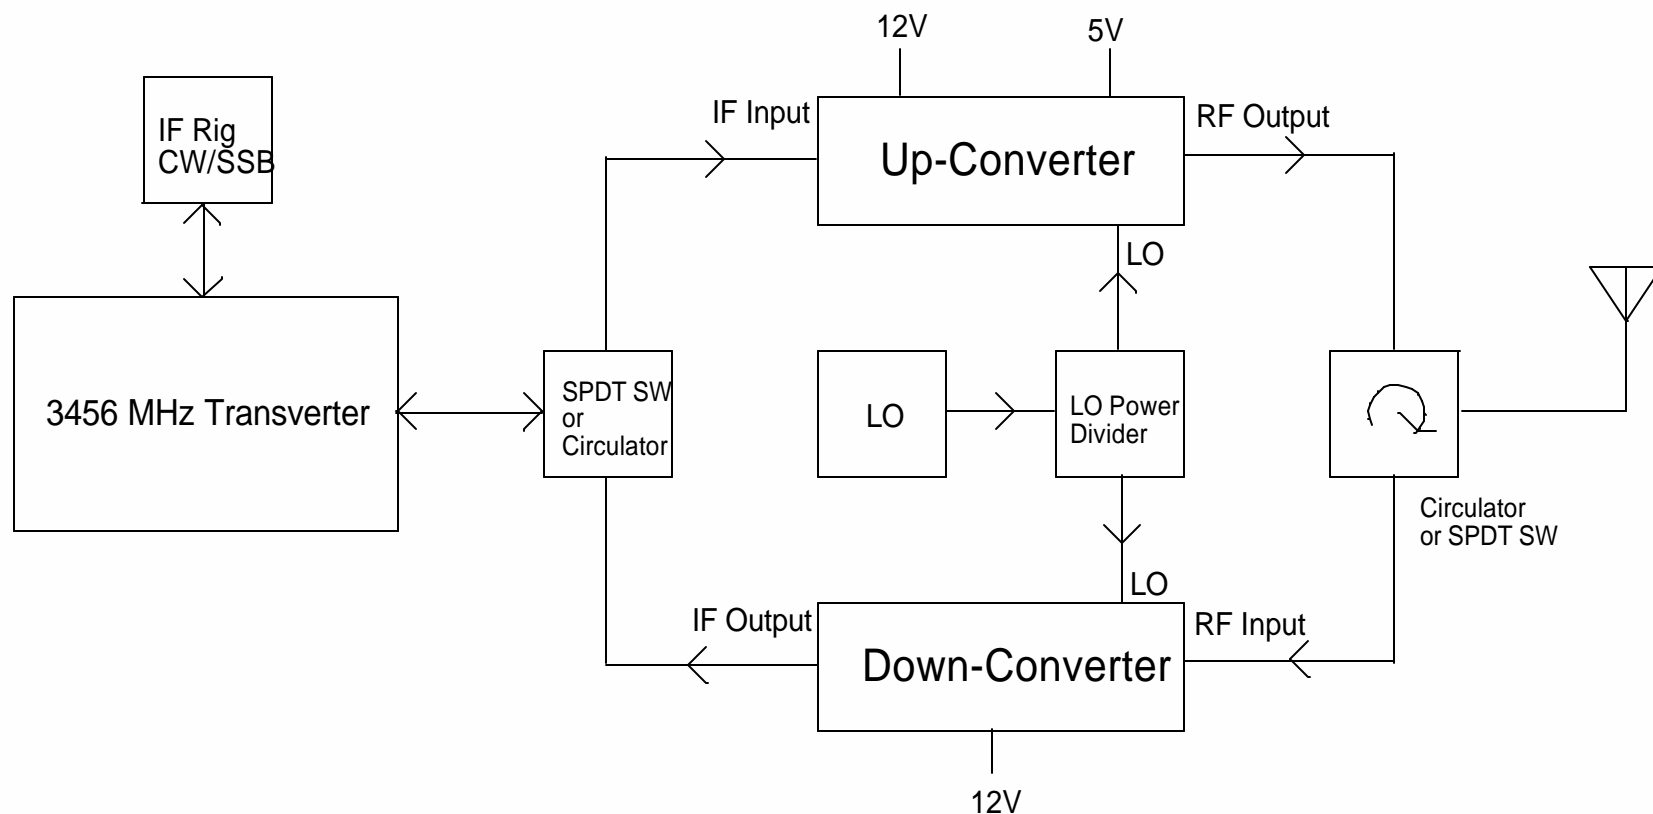 12V
5V
IF Input
RF Output
IF Rig
CW/SSB
Up-Converter
LO
3456 MHz Transverter
SPDT SW
or
Circulator
LO
LO Power
Divider
Circulator
or SPDT SW
LO
IF Output
RF Input
Down-Converter
12V